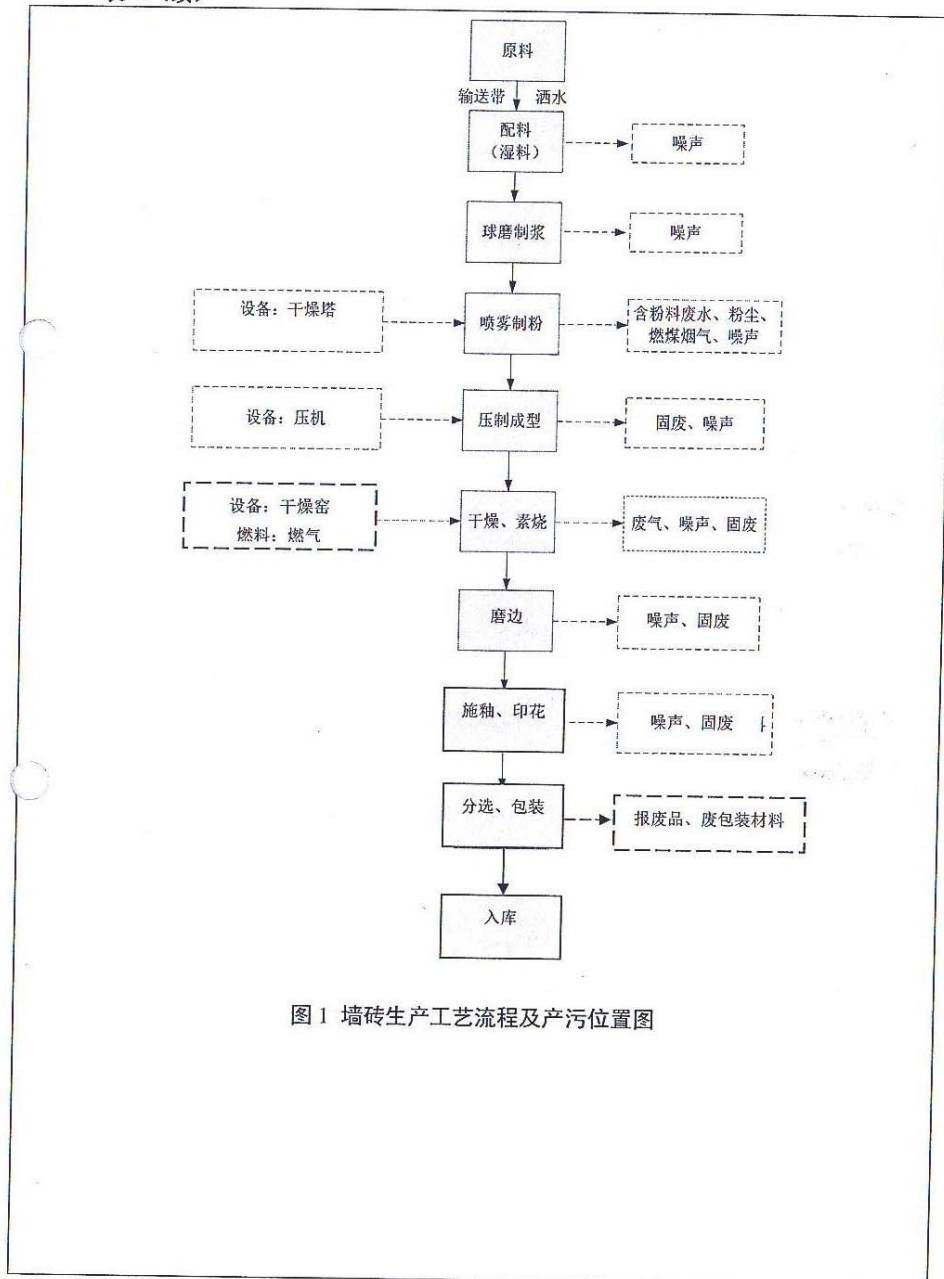 原料
输送带 洒水
配料
（湿料）
噪声
球磨制浆
噪声
设备：干燥塔
喷雾制粉
含粉料废水、粉尘、
燃煤烟气、噪声
设备：压机
压制成型
固废、噪声
设备：干燥窑
燃料：燃气
干燥、素烧
废气、噪声、固废
磨边
噪声、固废
施釉、印花
噪声、固废
分选、包装
报废品、废包装材料
入库
图 1 墙砖生产工艺流程及产污位置图